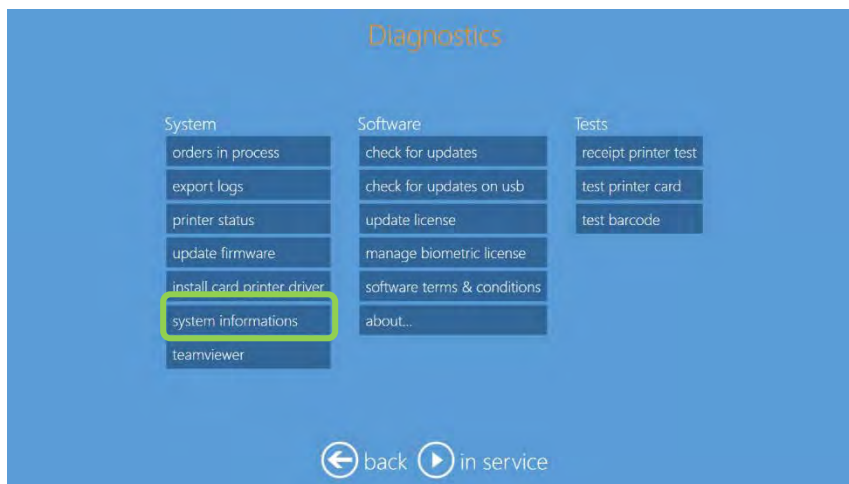 Diagnostics
System
orders in process
export logs
printer status
update firmware
install card printer driver
system informations
teamviewer
Software
check for updates
check for updates on usb
update license
manage biometric license
software terms & conditions
about...
Tests
receipt printer test
test printer card
test barcode
back in service